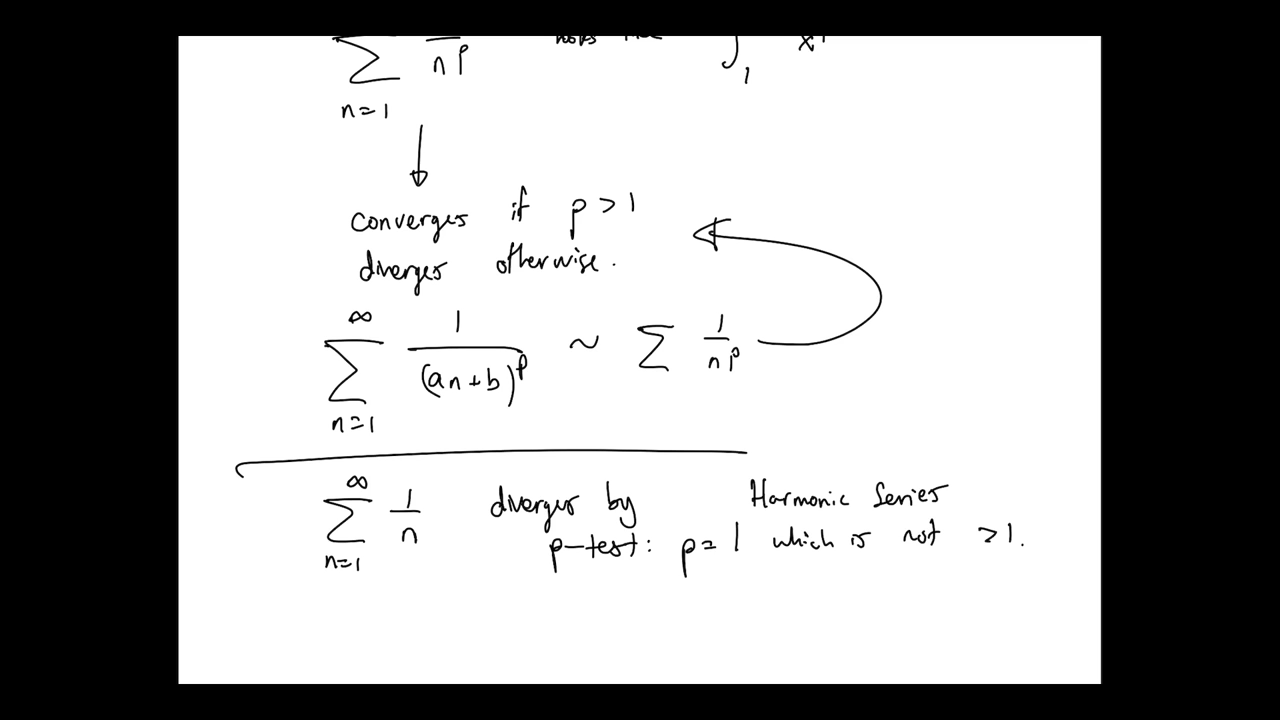 ∑ n=1 1/n^p ∫ 1 x^p
converges if p > 1
diverges otherwise.
∞ ∑ n=1 1/(an+b)^p ~ ∑ 1/n^p
∞ ∑ n=1 1/n diverges by Harmonic Series
p-test: p = 1 which is not >1.